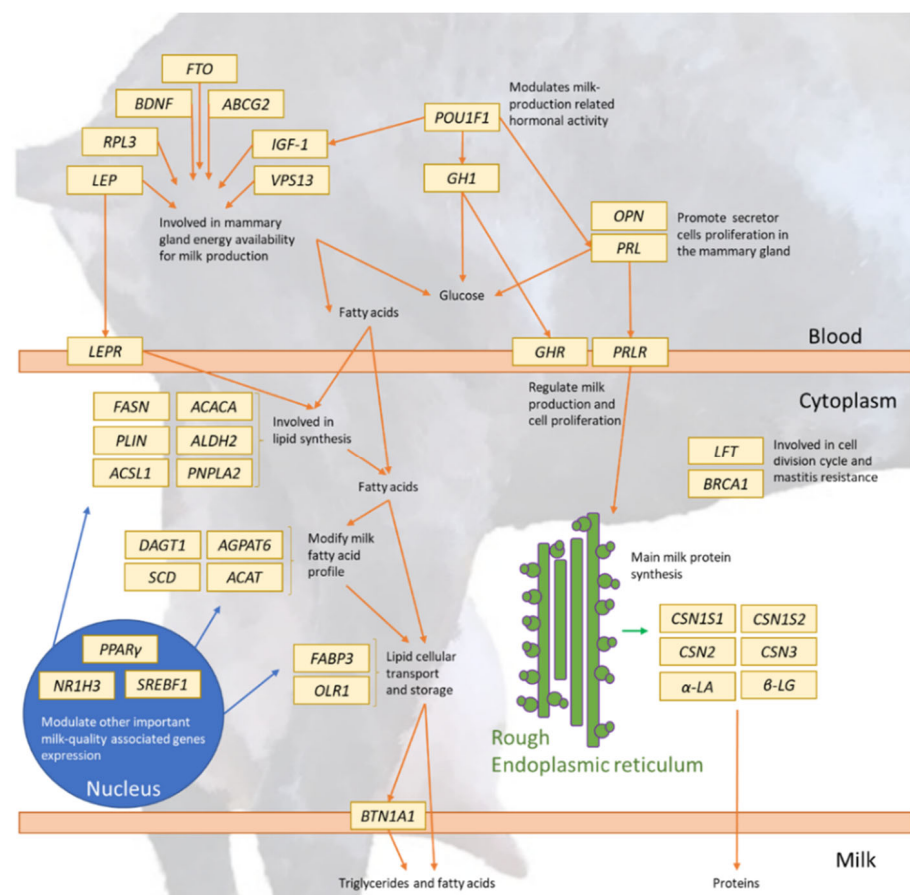 FTO
BDNF
ABCG2
RPL3
IGF-1
LEP
VPS13
Involved in mammary
gland energy availability
for milk production
POU1F1
Modulates milk-
production related
hormonal activity
GH1
OPN
PRL
Promote secretor
cells proliferation in
the mammary gland
Glucose
Fatty acids
Blood
LEPR
GHR
PRLR
Regulate milk
production and
cell proliferation
Cytoplasm
FASN
ACACA
PLIN
ALDH2
ACSL1
PNPLA2
Involved in
lipid synthesis
LFT
BRCA1
Involved in cell
division cycle and
mastitis resistance
Fatty acids
DAGT1
AGPAT6
SCD
ACAT
Modify milk
fatty acid
profile
Main milk protein
synthesis
CSN1S1
CSN1S2
CSN2
CSN3
α-LA
β-LG
Rough
Endoplasmic reticulum
PPARγ
NR1H3
SREBF1
Modulate other important
milk-quality associated genes
expression
Nucleus
FABP3
OLR1
Lipid cellular
transport
and storage
BTN1A1
Milk
Triglycerides and fatty acids
Proteins